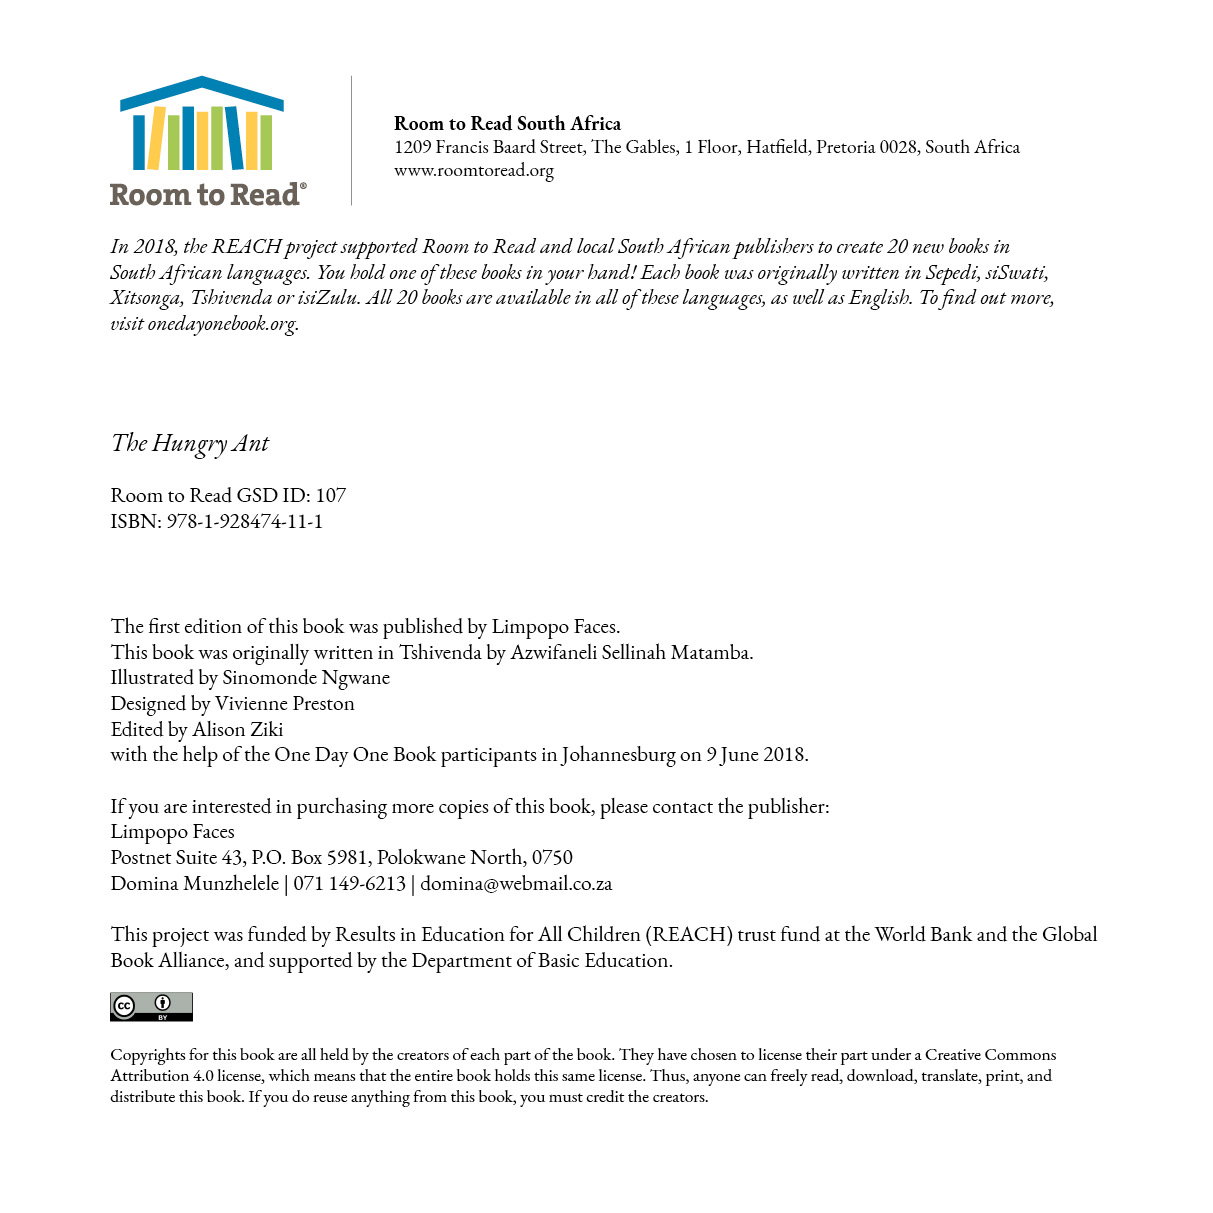 Room to Read®
Room to Read South Africa
1209 Francis Baard Street, The Gables, 1 Floor, Hatfield, Pretoria 0028, South Africa
www.roomtoread.org
In 2018, the REACH project supported Room to Read and local South African publishers to create 20 new books in
South African languages. You hold one of these books in your hand! Each book was originally written in Sepedi, siSwati,
Xitsonga, Tshivenda or isiZulu. All 20 books are available in all of these languages, as well as English. To find out more,
visit onedayonebook.org.
The Hungry Ant
Room to Read GSD ID: 107
ISBN: 978-1-928474-11-1
The first edition of this book was published by Limpopo Faces.
This book was originally written in Tshivenda by Azwifaneli Sellinah Matamba.
Illustrated by Sinomonde Ngwane
Designed by Vivienne Preston
Edited by Alison Ziki
with the help of the One Day One Book participants in Johannesburg on 9 June 2018.
If you are interested in purchasing more copies of this book, please contact the publisher:
Limpopo Faces
Postnet Suite 43, P.O. Box 5981, Polokwane North, 0750
Domina Munzhelele | 071 149-6213 | domina@webmail.co.za
This project was funded by Results in Education for All Children (REACH) trust fund at the World Bank and the Global
Book Alliance, and supported by the Department of Basic Education.
cc BY
Copyrights for this book are all held by the creators of each part of the book. They have chosen to license their part under a Creative Commons
Attribution 4.0 license, which means that the entire book holds this same license. Thus, anyone can freely read, download, translate, print, and
distribute this book. If you do reuse anything from this book, you must credit the creators.